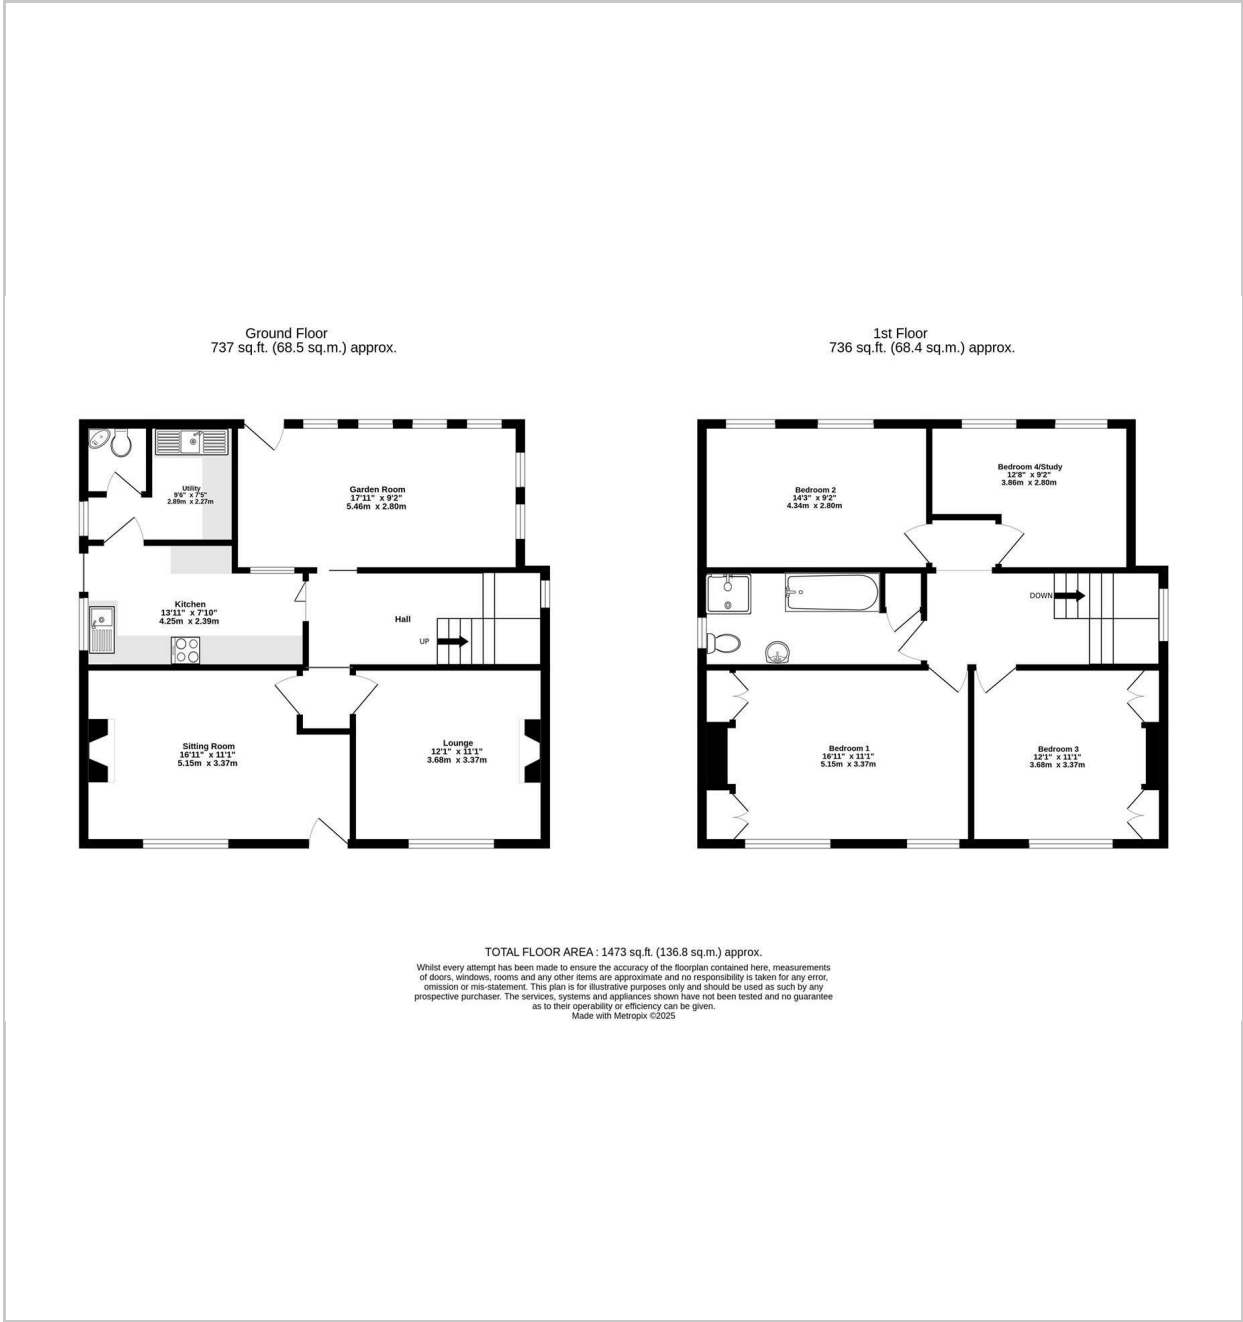 Ground Floor
737 sq.ft. (68.5 sq.m.) approx.
1st Floor
736 sq.ft. (68.4 sq.m.) approx.
Utility
9'6" x 7'5"
2.89m x 2.27m
Garden Room
17'11" x 9'2"
5.46m x 2.80m
Kitchen
13'11" x 7'10"
4.25m x 2.39m
Hall
UP
Sitting Room
16'11" x 11'1"
5.15m x 3.37m
Lounge
12'1" x 11'1"
3.68m x 3.37m
Bedroom 2
14'3" x 9'2"
4.34m x 2.80m
Bedroom 4/Study
12'8" x 9'2"
3.86m x 2.80m
DOWN
Bedroom 1
16'11" x 11'1"
5.15m x 3.37m
Bedroom 3
12'1" x 11'1"
3.68m x 3.37m
TOTAL FLOOR AREA : 1473 sq.ft. (136.8 sq.m.) approx.
Whilst every attempt has been made to ensure the accuracy of the floorplan contained here, measurements
of doors, windows, rooms and any other items are approximate and no responsibility is taken for any error,
omission or mis-statement. This plan is for illustrative purposes only and should be used as such by any
prospective purchaser. The services, systems and appliances shown have not been tested and no guarantee
as to their operability or efficiency can be given.
Made with Metropix ©2025